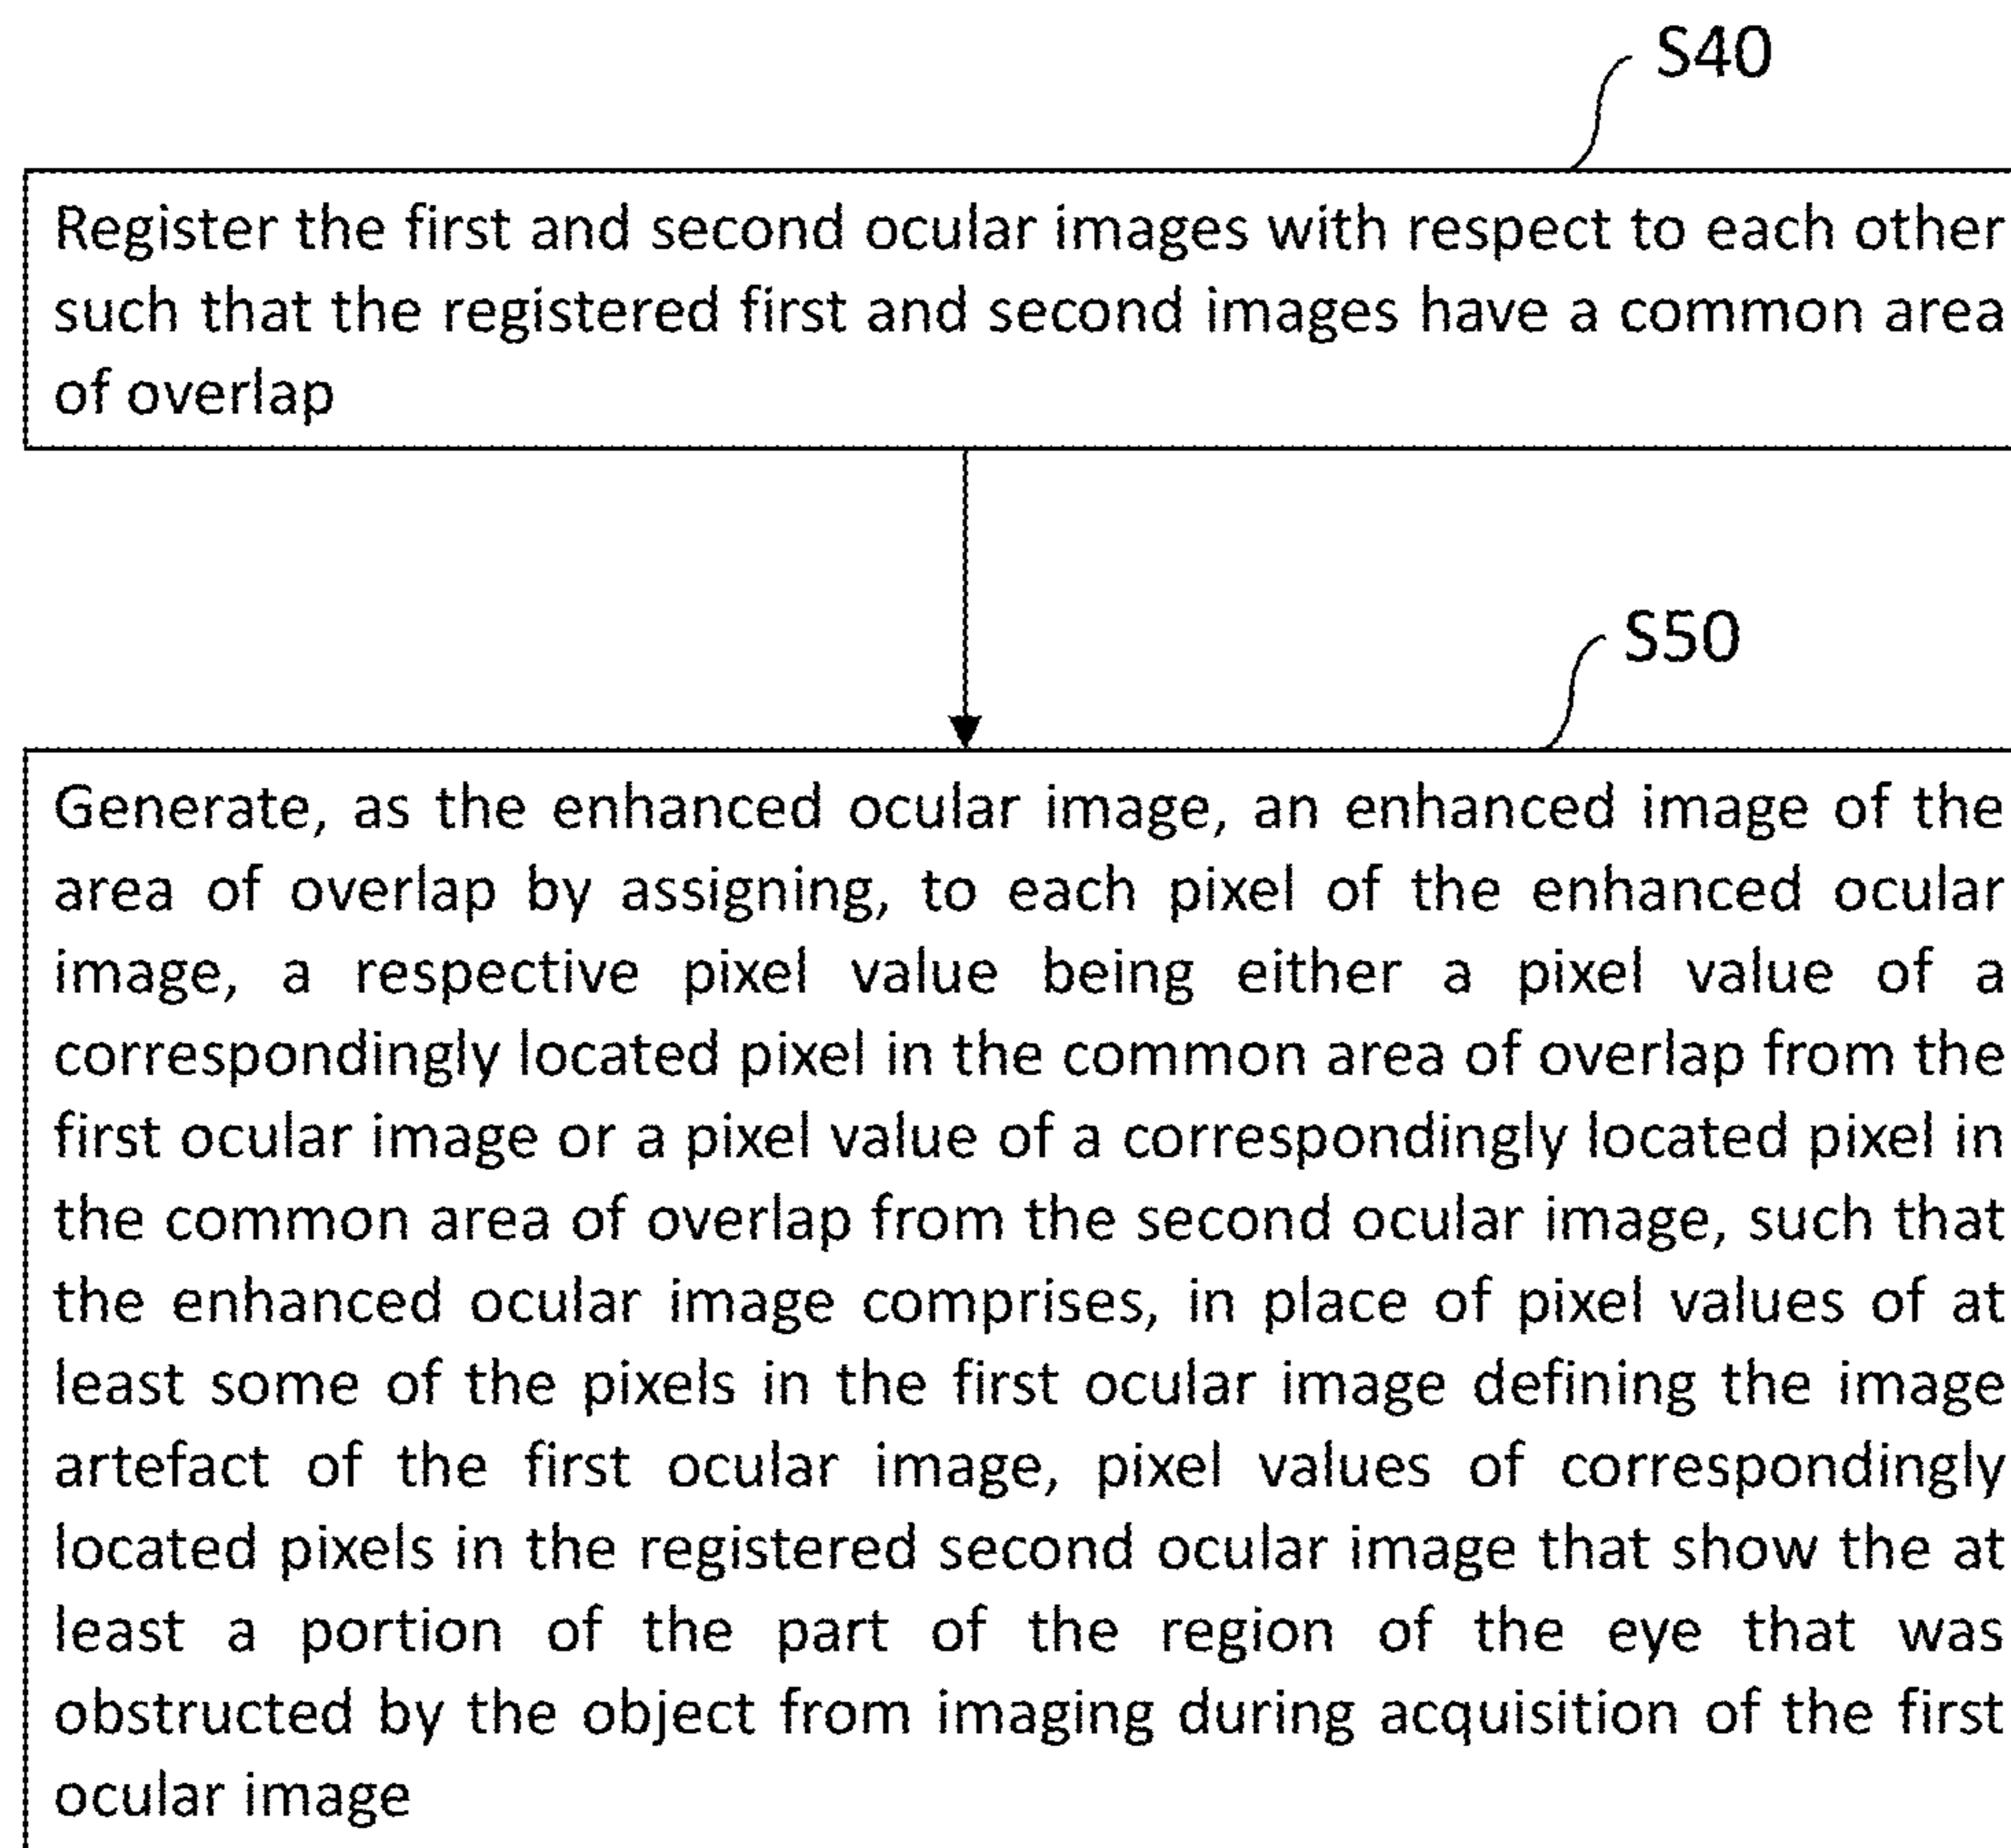 S40
Register the first and second ocular images with respect to each other
such that the registered first and second images have a common area
of overlap
S50
Generate, as the enhanced ocular image, an enhanced image of the
area of overlap by assigning, to each pixel of the enhanced ocular
image, a respective pixel value being either a pixel value of a
correspondingly located pixel in the common area of overlap from the
first ocular image or a pixel value of a correspondingly located pixel in
the common area of overlap from the second ocular image, such that
the enhanced ocular image comprises, in place of pixel values of at
least some of the pixels in the first ocular image defining the image
artefact of the first ocular image, pixel values of correspondingly
located pixels in the registered second ocular image that show the at
least a portion of the part of the region of the eye that was
obstructed by the object from imaging during acquisition of the first
ocular image